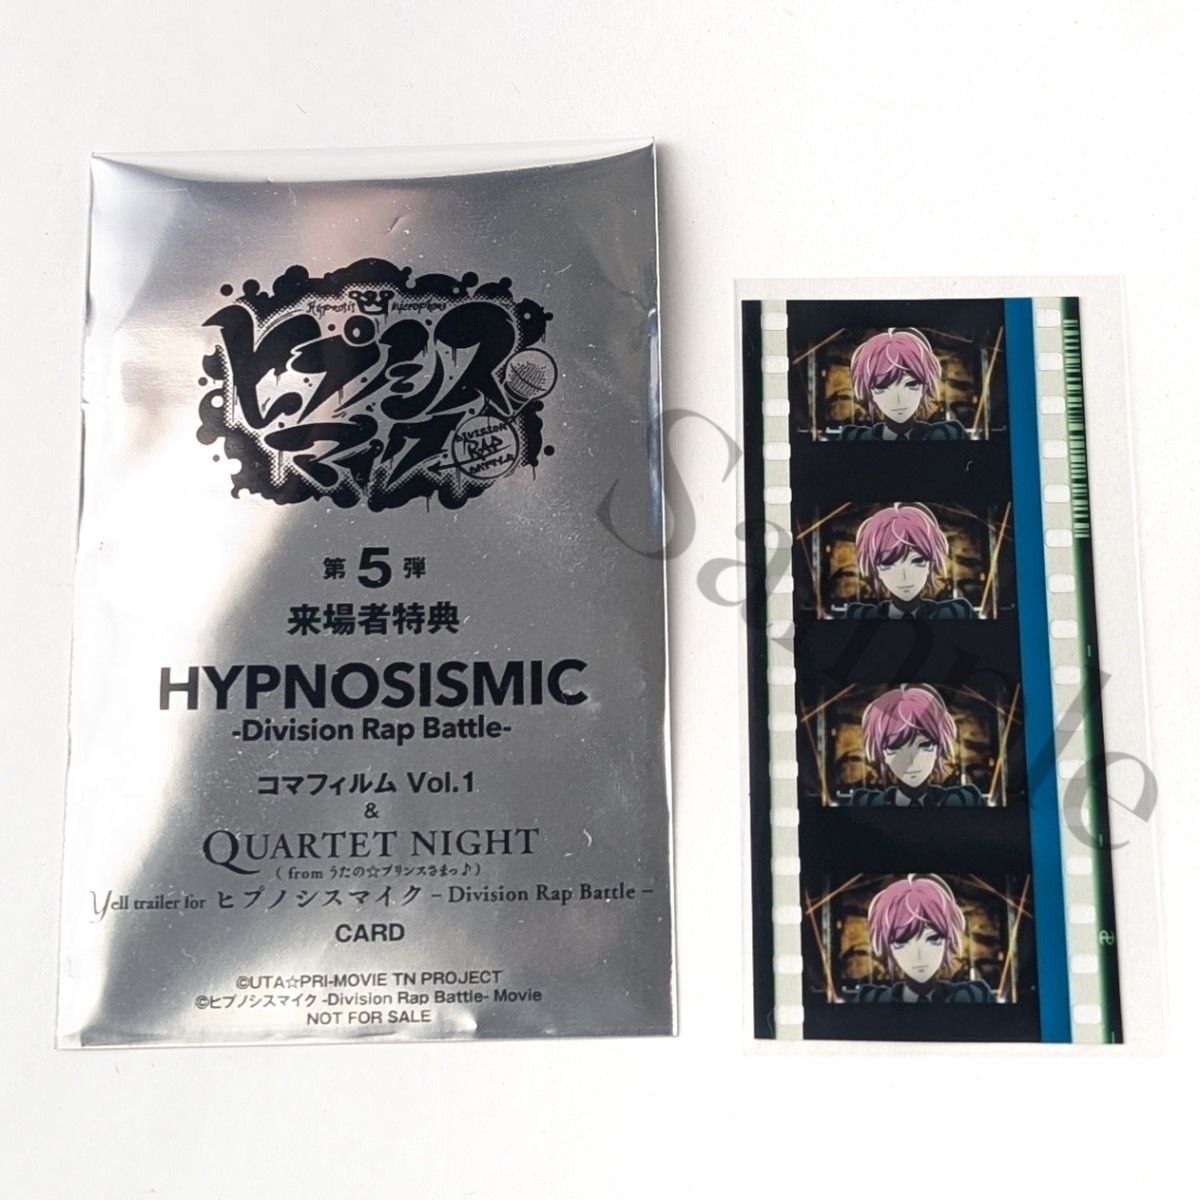 Hypnosis Microphone
ヒプノシス
マイク
DIVISION
RAP
BATTLE
第5弾
来場者特典
HYPNOSISMIC
-Division Rap Battle-
コマフィルム Vol.1
&
QUARTET NIGHT
( from うたの☆プリンスさまっ♪)
Yell trailer for ヒプノシスマイク – Division Rap Battle –
CARD
©UTA☆PRI-MOVIE TN PROJECT
©ヒプノシスマイク -Division Rap Battle- Movie
NOT FOR SALE
Sample